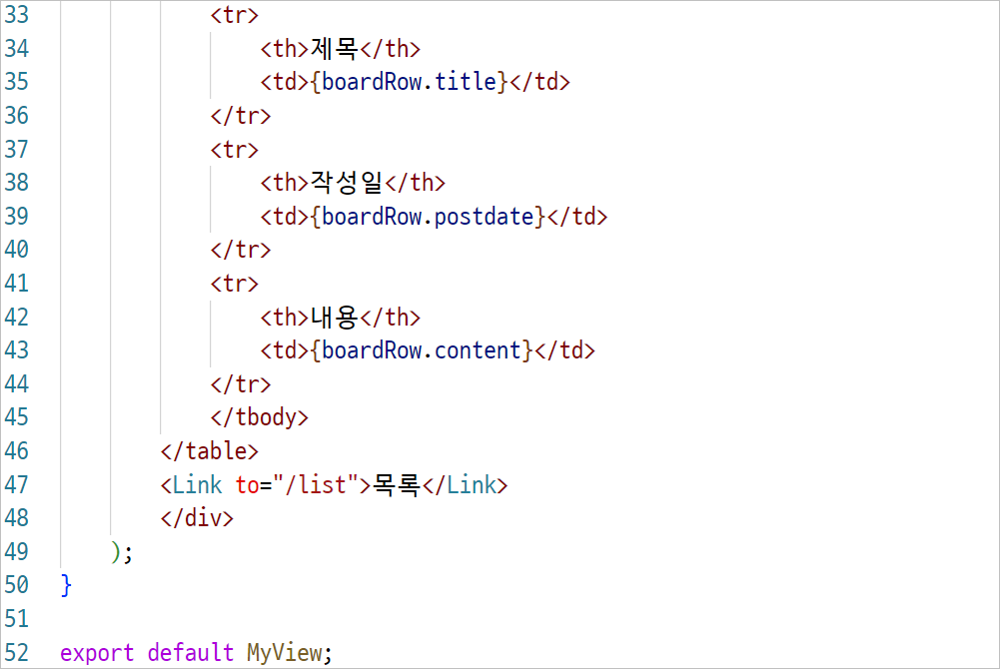 33 <tr>
34 <th>제목</th>
35 <td>{boardRow.title}</td>
36 </tr>
37 <tr>
38 <th>작성일</th>
39 <td>{boardRow.postdate}</td>
40 </tr>
41 <tr>
42 <th>내용</th>
43 <td>{boardRow.content}</td>
44 </tr>
45 </tbody>
46 </table>
47 <Link to="/list">목록</Link>
48 </div>
49 );
50 }
51
52 export default MyView;